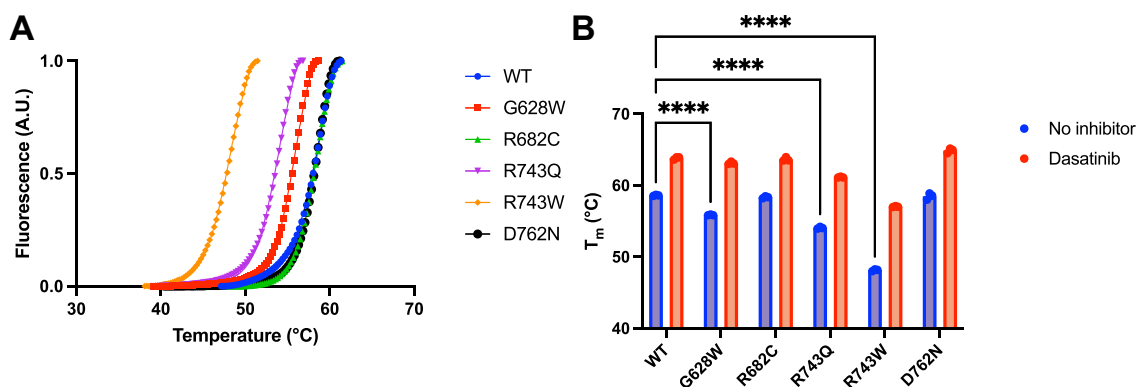 A
Fluorescence (A.U.)
1.0
0.5
0.0
30
40
50
60
70
Temperature (°C)
WT
G628W
R682C
R743Q
R743W
D762N
B
****
****
****
Tm (°C)
70
60
50
40
WT
G628W
R682C
R743Q
R743W
D762N
No inhibitor
Dasatinib